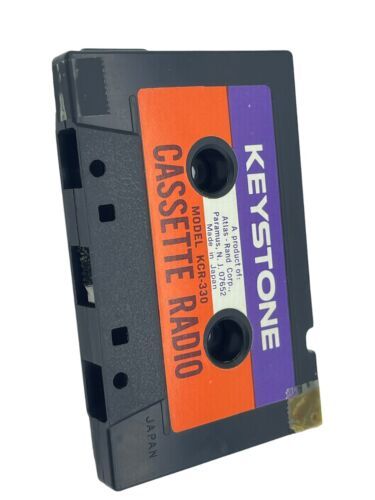 KEYSTONE
A product of:
Atlas-Rand Corp.,
Paramus, N. J. 07652
Made in Japan
MODEL KCR-330
CASSETTE RADIO
JAPAN